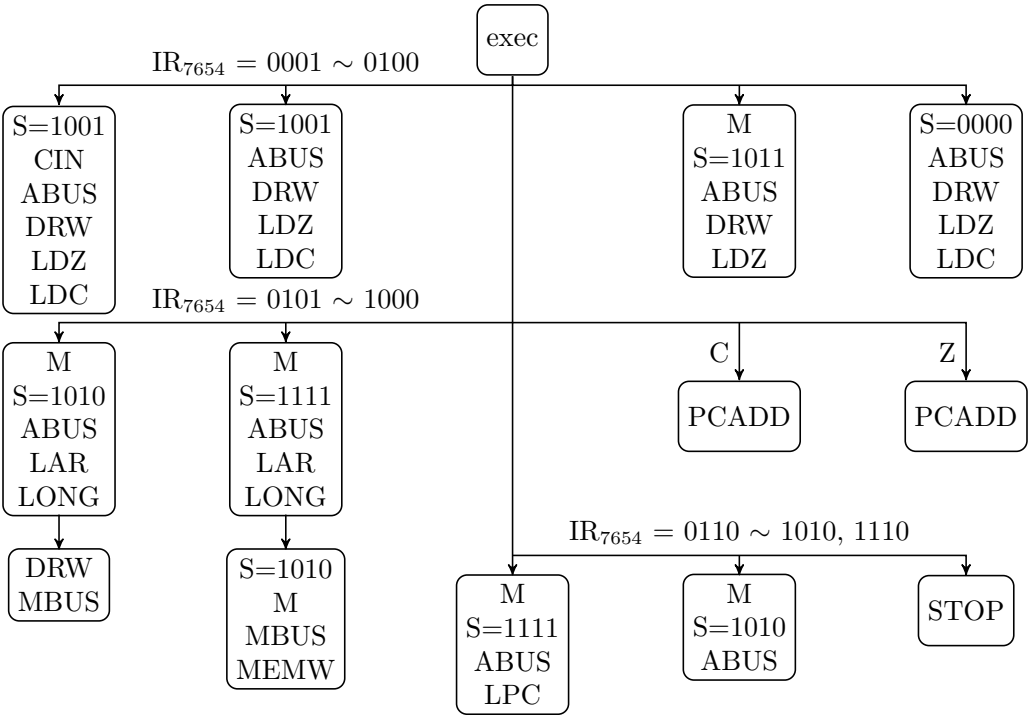 exec
IR7654 = 0001 ∼ 0100
S=1001
CIN
ABUS
DRW
LDZ
LDC
S=1001
ABUS
DRW
LDZ
LDC
M
S=1011
ABUS
DRW
LDZ
S=0000
ABUS
DRW
LDZ
LDC
IR7654 = 0101 ∼ 1000
M
S=1010
ABUS
LAR
LONG
M
S=1111
ABUS
LAR
LONG
C
PCADD
Z
PCADD
DRW
MBUS
S=1010
M
MBUS
MEMW
IR7654 = 0110 ∼ 1010, 1110
M
S=1111
ABUS
LPC
M
S=1010
ABUS
STOP